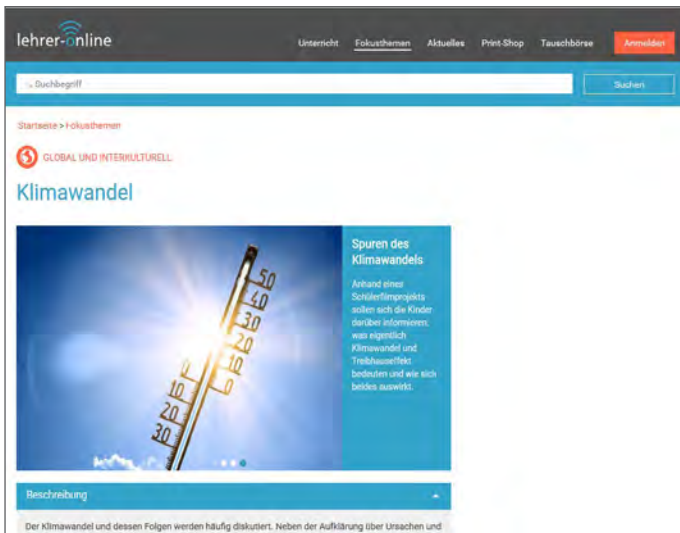 lehrer-online
Unterricht Fokusthemen Aktuelles Print-Shop Tauschbörse Anmelden
Suchbegriff Suchen
Startseite > Fokusthemen
GLOBAL UND INTERKULTURELL
Klimawandel
Spuren des
Klimawandels
Anhand eines
Schülerfilmprojekts
sollen sich die Kinder
darüber informieren,
was eigentlich
Klimawandel und
Treibhauseffekt
bedeuten und wie sich
beides auswirkt.
50
40
30
20
10
0
10
20
30
Beschreibung
Der Klimawandel und dessen Folgen werden häufig diskutiert. Neben der Aufklärung über Ursachen und